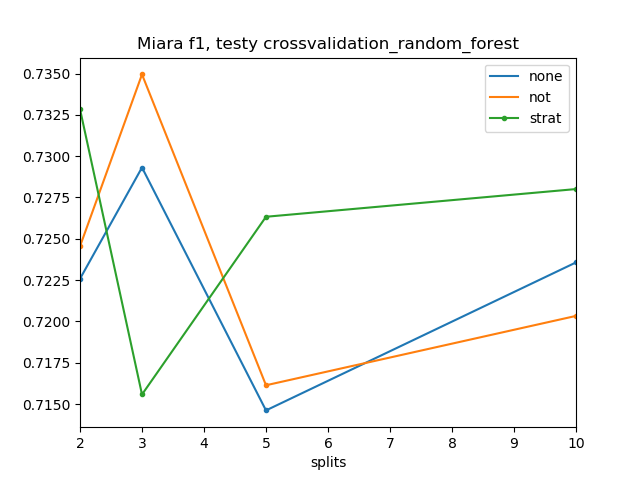 Miara f1, testy crossvalidation_random_forest
0.7350
0.7325
0.7300
0.7275
0.7250
0.7225
0.7200
0.7175
0.7150
none
not
strat
2 3 4 5 6 7 8 9 10
splits